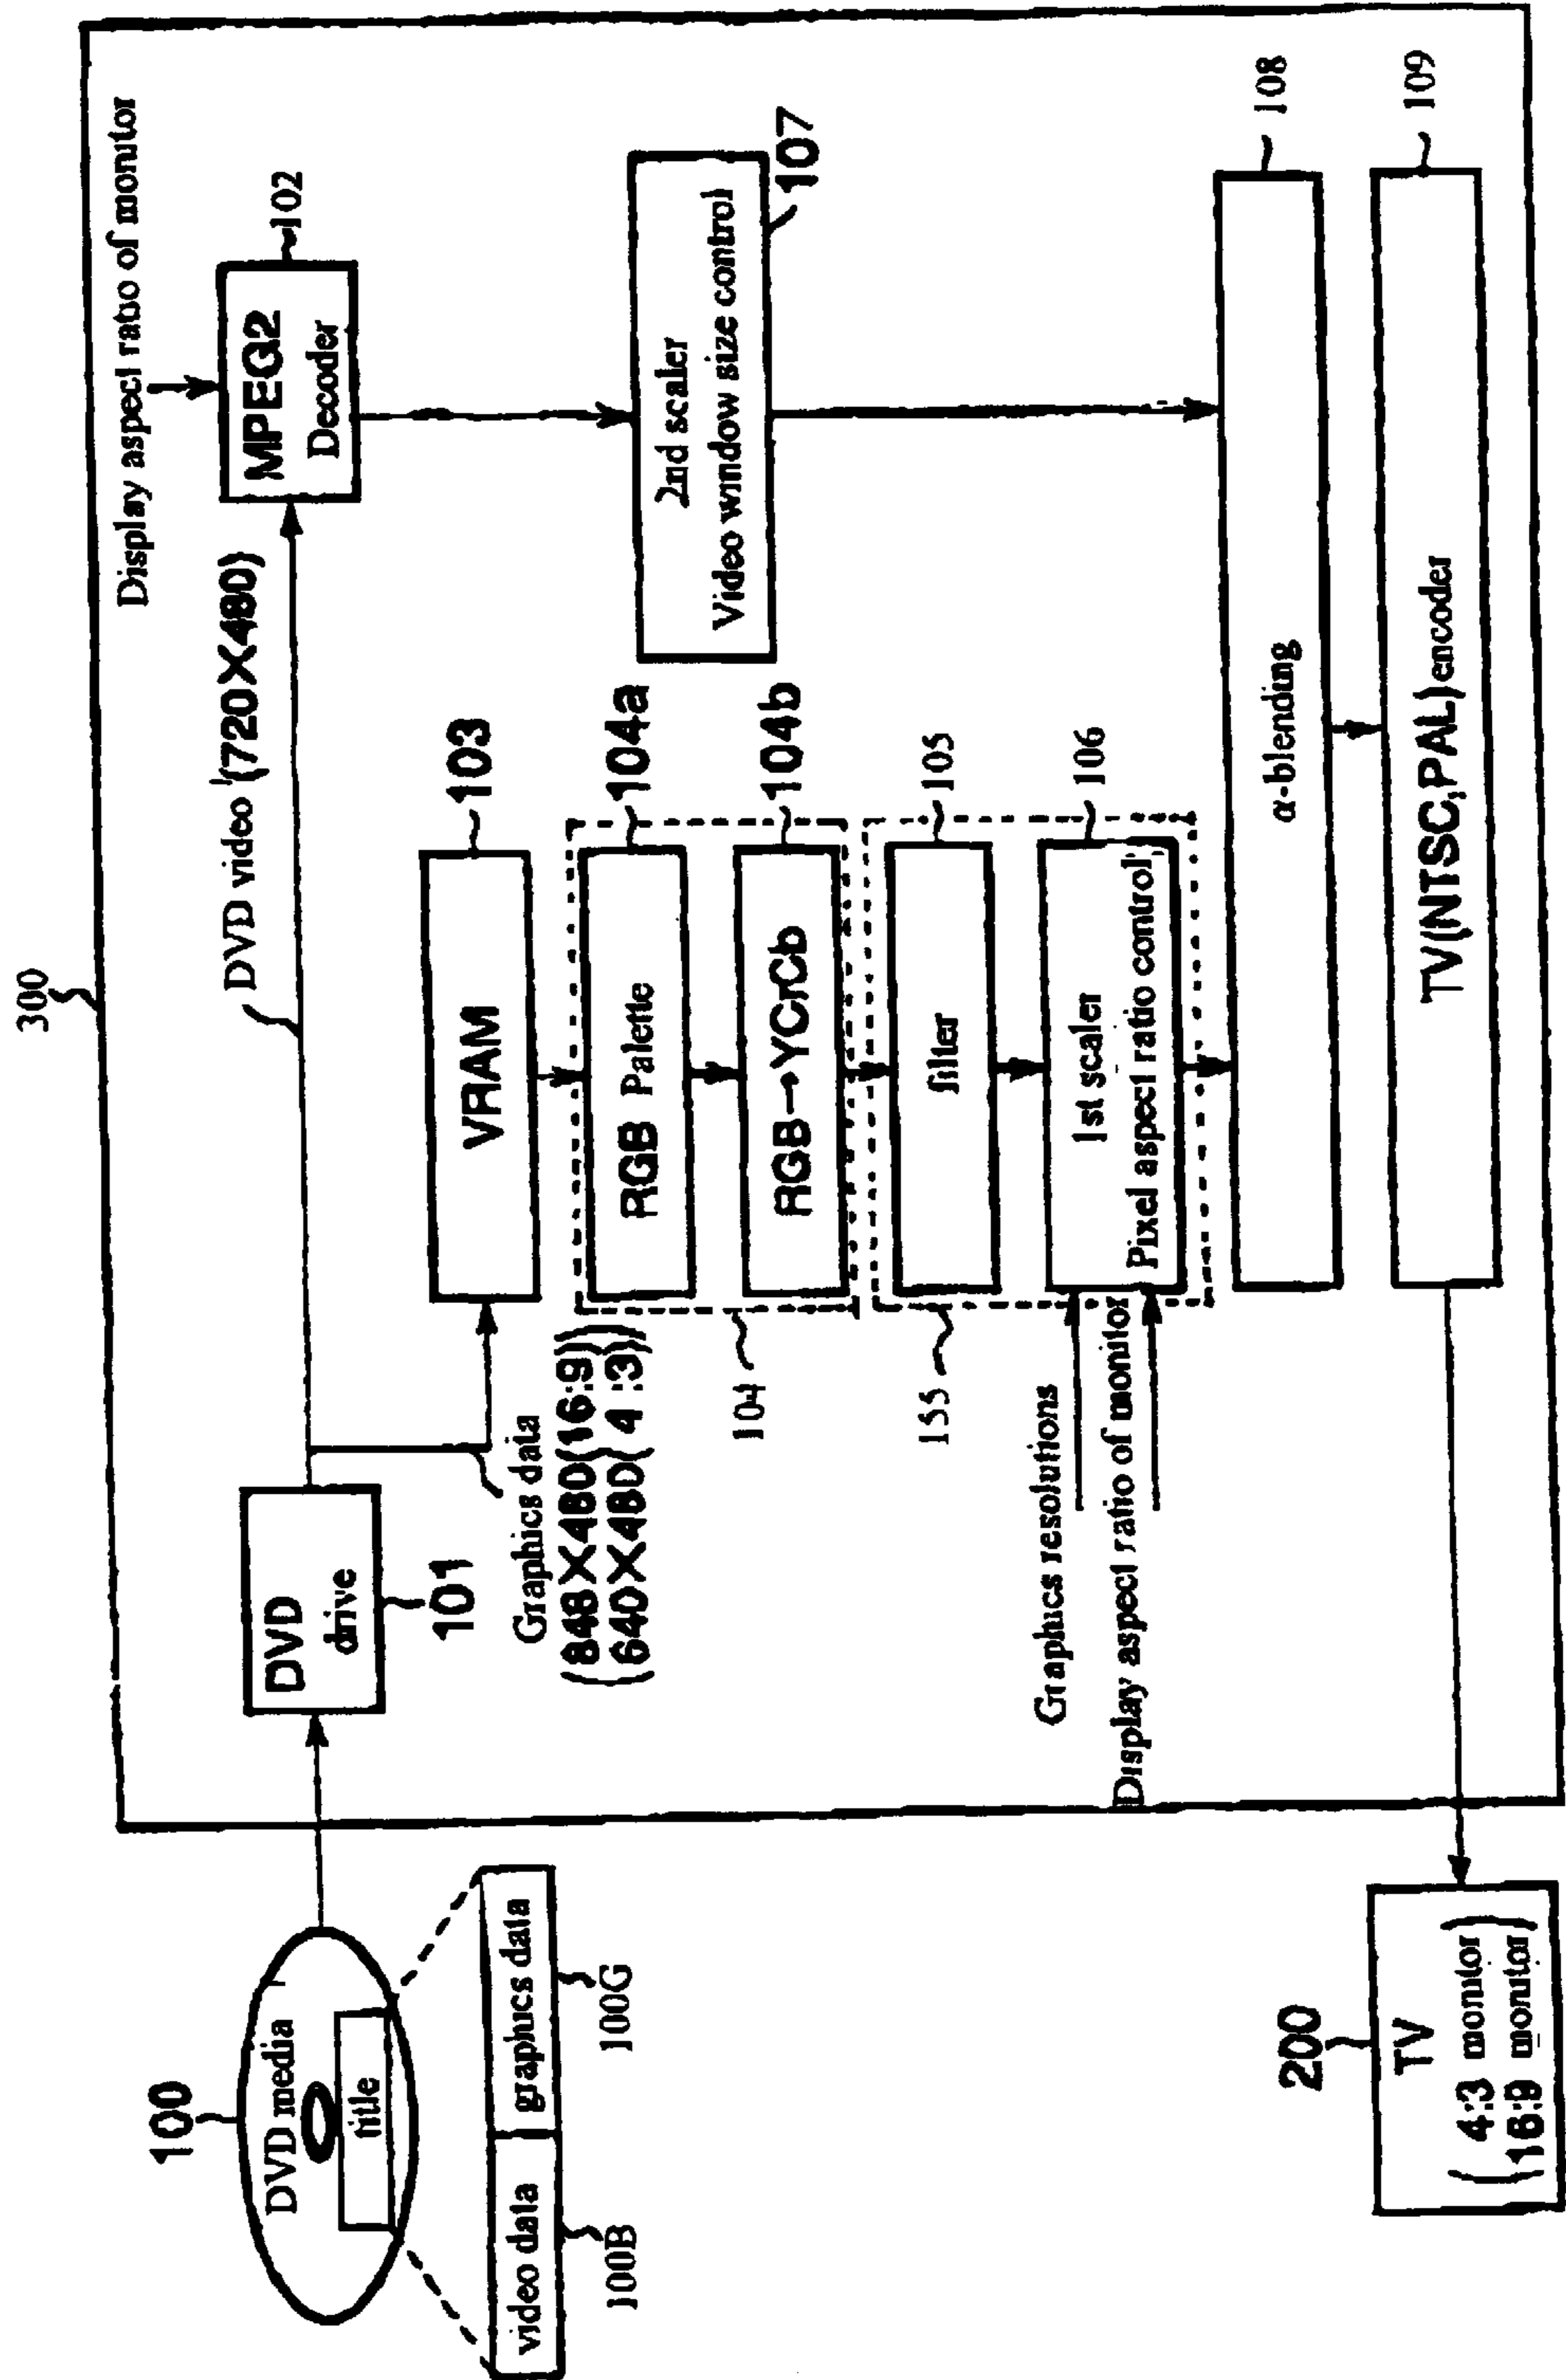 300
Display aspect ratio of monitor
100
DVD media
title
video data
graphics data
100B
100G
DVD
drive
101
DVD video (720×480)
MPEG2
Decoder
102
Graphics data
(848×480(16:9))
(640×480( 4 :3))
VRAM
103
RGB Palette
104a
RGB→YCrCb
104b
104
2nd scaler
Video window size control
107
filter
105
155
Graphics resolutions
Display aspect ratio of monitor
1st scaler
Pixel aspect ratio control
106
α-blending
108
TV(NTSC,PAL)encoder
109
200
TV
( 4:3 monitor)
(16:9 monitor)